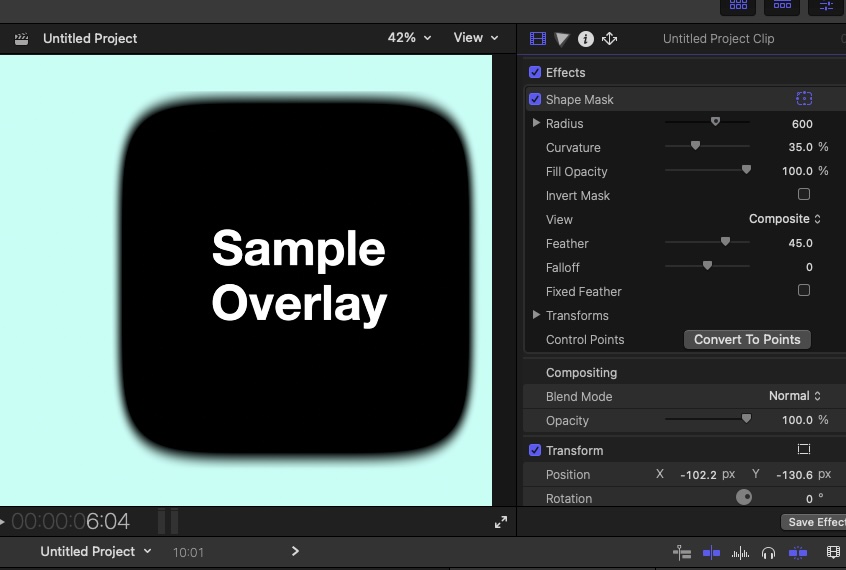 Untitled Project
42%
View
Untitled Project Clip
Effects
Shape Mask
Radius
600
Curvature
35.0 %
Fill Opacity
100.0 %
Invert Mask
View
Composite
Feather
45.0
Falloff
0
Fixed Feather
Transforms
Control Points
Convert To Points
Compositing
Blend Mode
Normal
Opacity
100.0 %
Transform
Position
X -102.2 px Y -130.6 px
Rotation
0 °
Sample
Overlay
00:00:06:04
Save Effect
Untitled Project
10:01